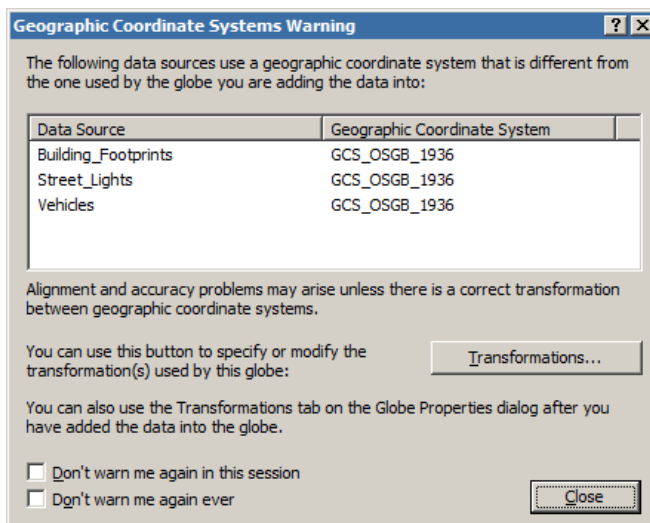 Geographic Coordinate Systems Warning
The following data sources use a geographic coordinate system that is different from
the one used by the globe you are adding the data into:
Data Source Geographic Coordinate System
Building_Footprints GCS_OSGB_1936
Street_Lights GCS_OSGB_1936
Vehicles GCS_OSGB_1936
Alignment and accuracy problems may arise unless there is a correct transformation
between geographic coordinate systems.
You can use this button to specify or modify the
transformation(s) used by this globe:
Transformations...
You can also use the Transformations tab on the Globe Properties dialog after you
have added the data into the globe.
Don't warn me again in this session
Don't warn me again ever
Close